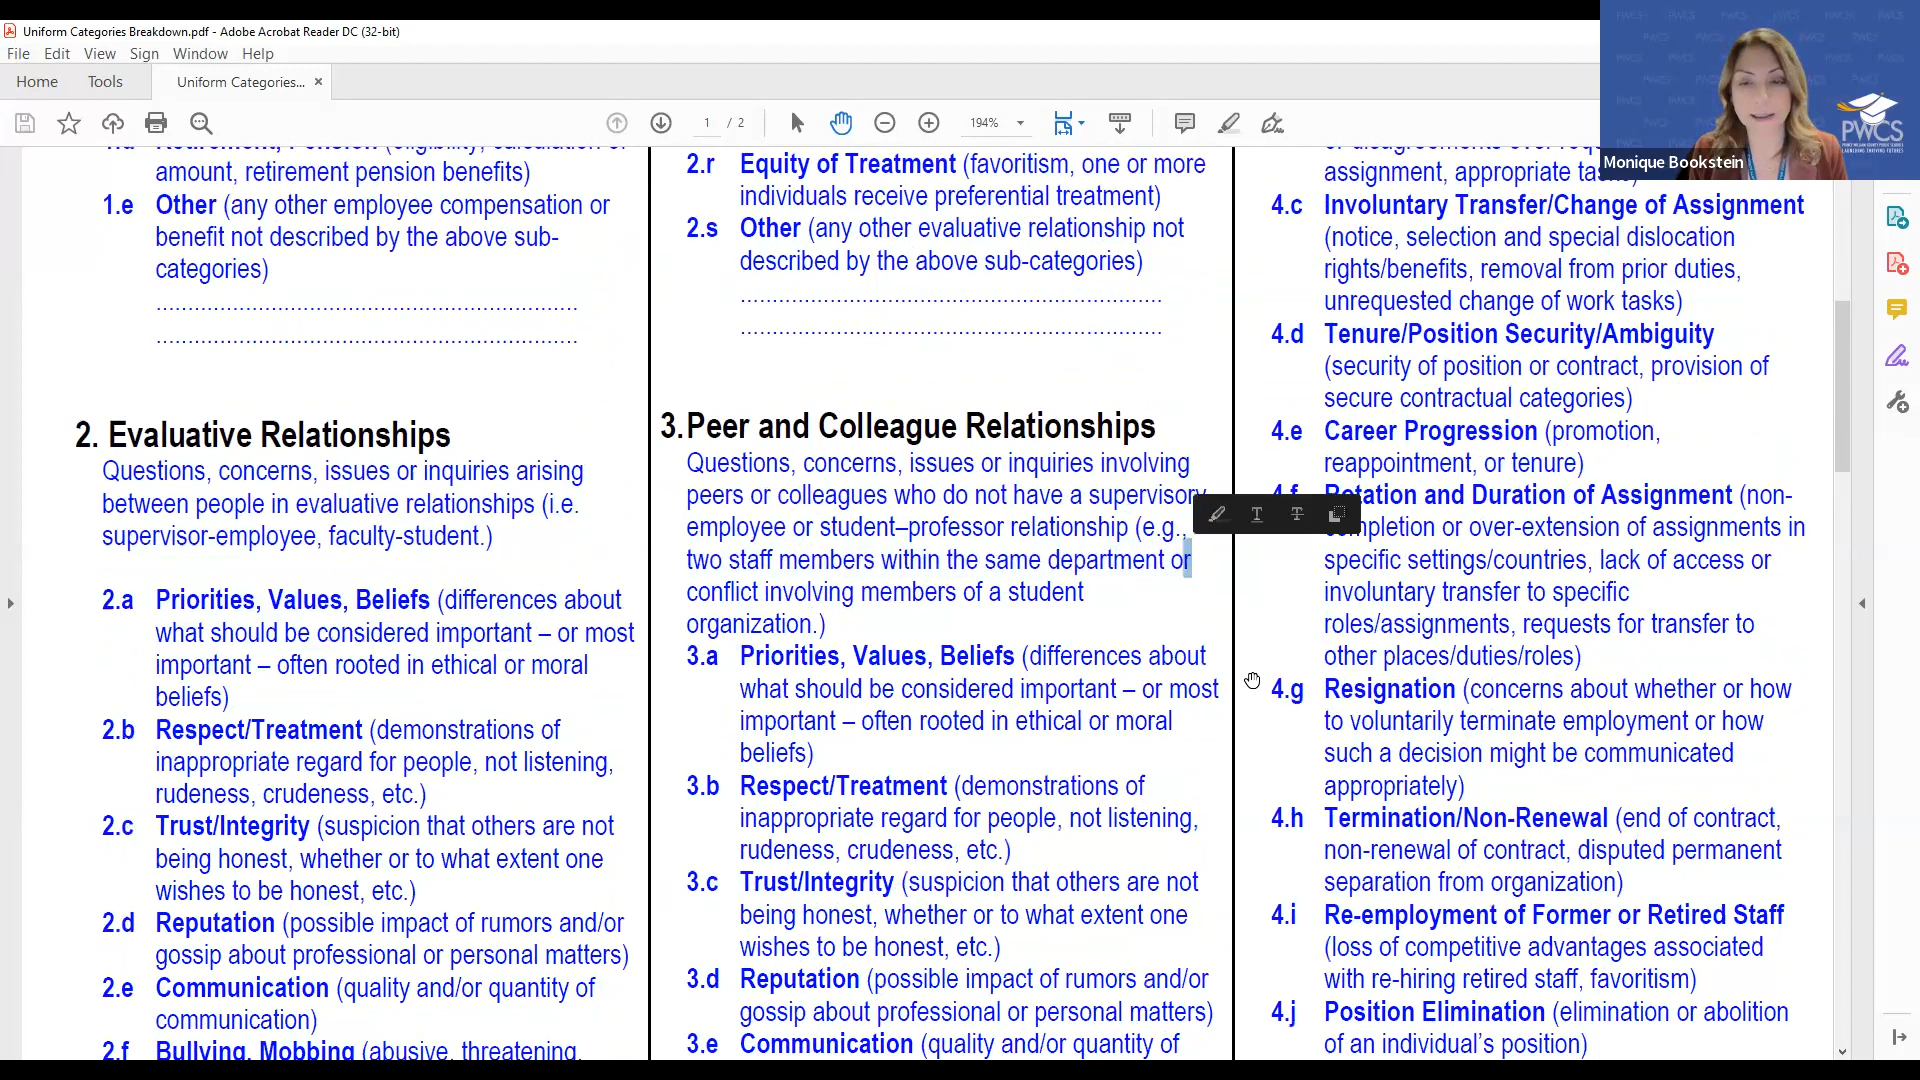 Uniform Categories Breakdown.pdf - Adobe Acrobat Reader DC (32-bit)
File Edit View Sign Window Help
Home Tools Uniform Categories... ×
1 / 2 194%
PWCS
Monique Bookstein
amount, retirement pension benefits)
1.e Other (any other employee compensation or
benefit not described by the above sub-
categories)
..................................................................
..................................................................
2. Evaluative Relationships
Questions, concerns, issues or inquiries arising
between people in evaluative relationships (i.e.
supervisor-employee, faculty-student.)
2.a Priorities, Values, Beliefs (differences about
what should be considered important – or most
important – often rooted in ethical or moral
beliefs)
2.b Respect/Treatment (demonstrations of
inappropriate regard for people, not listening,
rudeness, crudeness, etc.)
2.c Trust/Integrity (suspicion that others are not
being honest, whether or to what extent one
wishes to be honest, etc.)
2.d Reputation (possible impact of rumors and/or
gossip about professional or personal matters)
2.e Communication (quality and/or quantity of
communication)
2.f Bullying, Mobbing (abusive, threatening,
2.r Equity of Treatment (favoritism, one or more
individuals receive preferential treatment)
2.s Other (any other evaluative relationship not
described by the above sub-categories)
..................................................................
..................................................................
3. Peer and Colleague Relationships
Questions, concerns, issues or inquiries involving
peers or colleagues who do not have a supervisory
employee or student–professor relationship (e.g.,
two staff members within the same department or
conflict involving members of a student
organization.)
3.a Priorities, Values, Beliefs (differences about
what should be considered important – or most
important – often rooted in ethical or moral
beliefs)
3.b Respect/Treatment (demonstrations of
inappropriate regard for people, not listening,
rudeness, crudeness, etc.)
3.c Trust/Integrity (suspicion that others are not
being honest, whether or to what extent one
wishes to be honest, etc.)
3.d Reputation (possible impact of rumors and/or
gossip about professional or personal matters)
3.e Communication (quality and/or quantity of
assignment, appropriate
4.c Involuntary Transfer/Change of Assignment
(notice, selection and special dislocation
rights/benefits, removal from prior duties,
unrequested change of work tasks)
4.d Tenure/Position Security/Ambiguity
(security of position or contract, provision of
secure contractual categories)
4.e Career Progression (promotion,
reappointment, or tenure)
4.f Rotation and Duration of Assignment (non-
completion or over-extension of assignments in
specific settings/countries, lack of access or
involuntary transfer to specific
roles/assignments, requests for transfer to
other places/duties/roles)
4.g Resignation (concerns about whether or how
to voluntarily terminate employment or how
such a decision might be communicated
appropriately)
4.h Termination/Non-Renewal (end of contract,
non-renewal of contract, disputed permanent
separation from organization)
4.i Re-employment of Former or Retired Staff
(loss of competitive advantages associated
with re-hiring retired staff, favoritism)
4.j Position Elimination (elimination or abolition
of an individual's position)